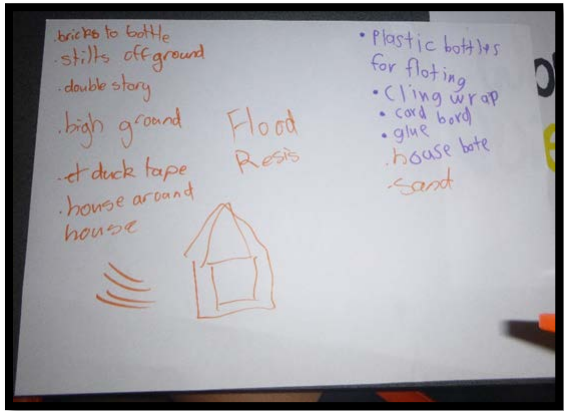 .bricks to bottle
.stilts off ground
.double story
.high ground
.et duck tape
.house around
house
Flood
Resis
• Plastic bottles
for floting
• Cling wrap
• card bord
• glue
.house bote
.sand